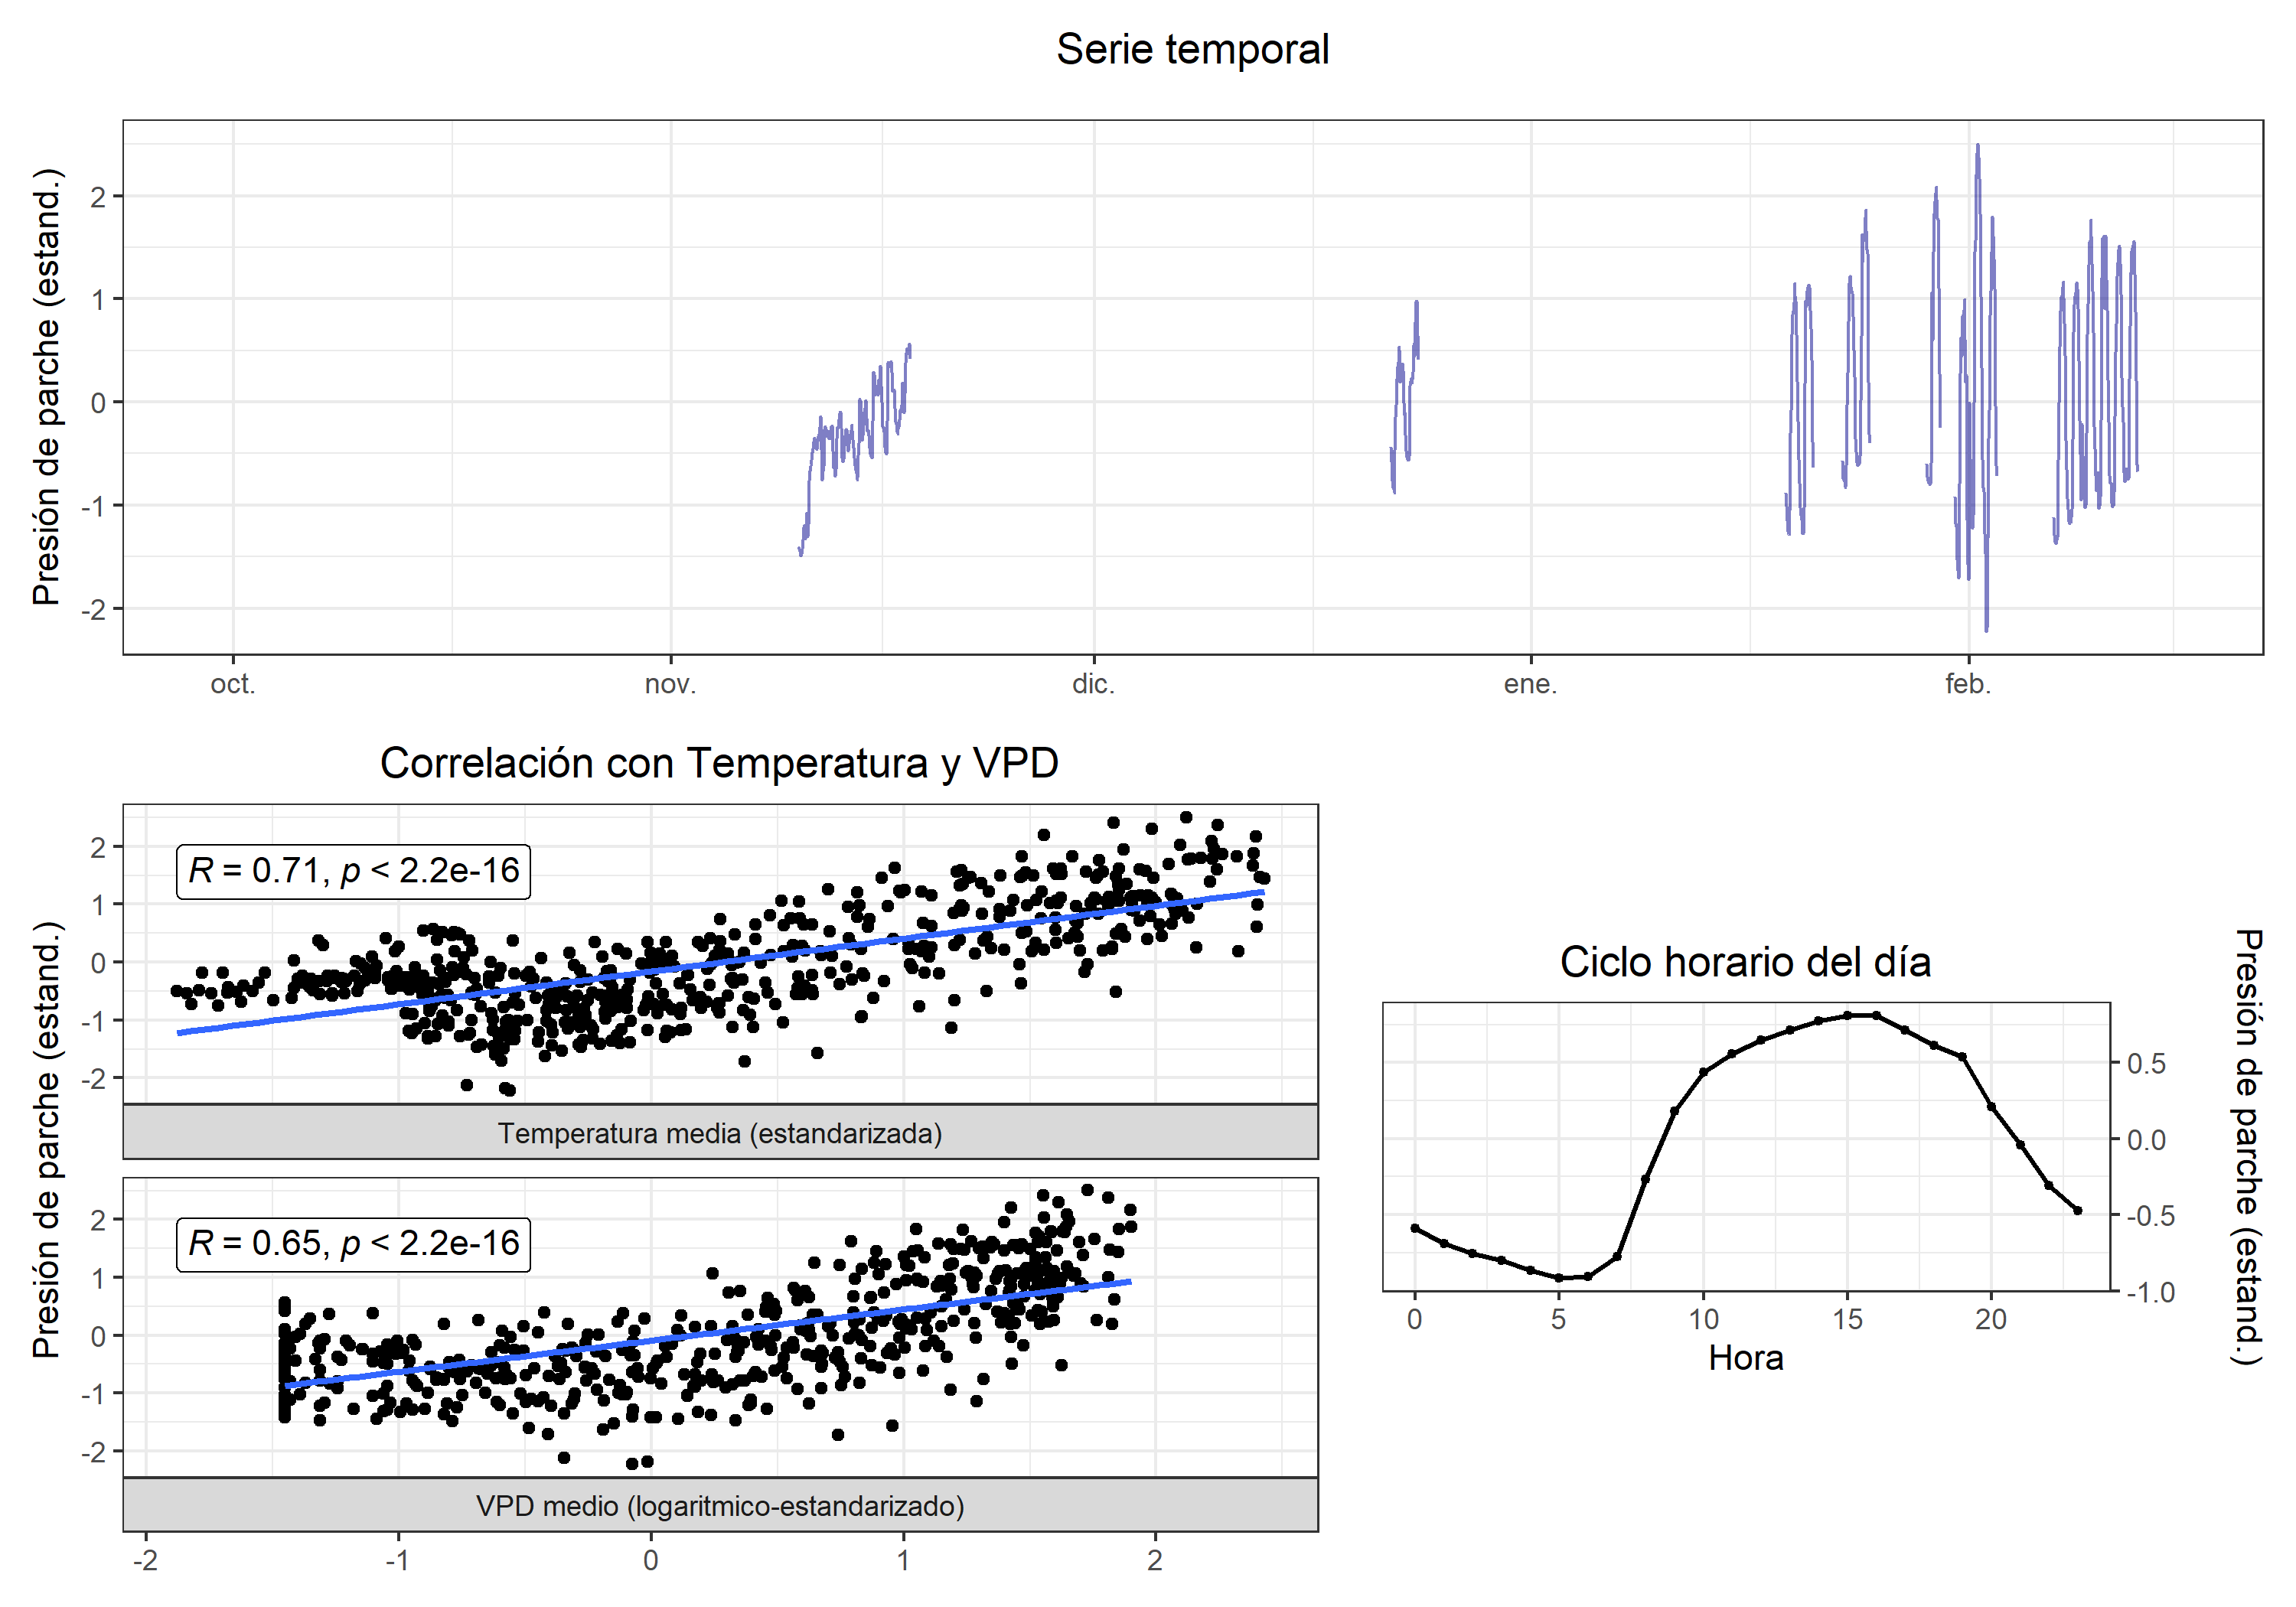 Serie temporal
Presión de parche (estand.)
2
1
0
-1
-2
oct.
nov.
dic.
ene.
feb.
Correlación con Temperatura y VPD
Presión de parche (estand.)
2
1
0
-1
-2
R = 0.71, p < 2.2e-16
Temperatura media (estandarizada)
2
1
0
-1
-2
R = 0.65, p < 2.2e-16
VPD medio (logaritmico-estandarizado)
-2
-1
0
1
2
Ciclo horario del día
0.5
0.0
-0.5
-1.0
Presión de parche (estand.)
0
5
10
15
20
Hora